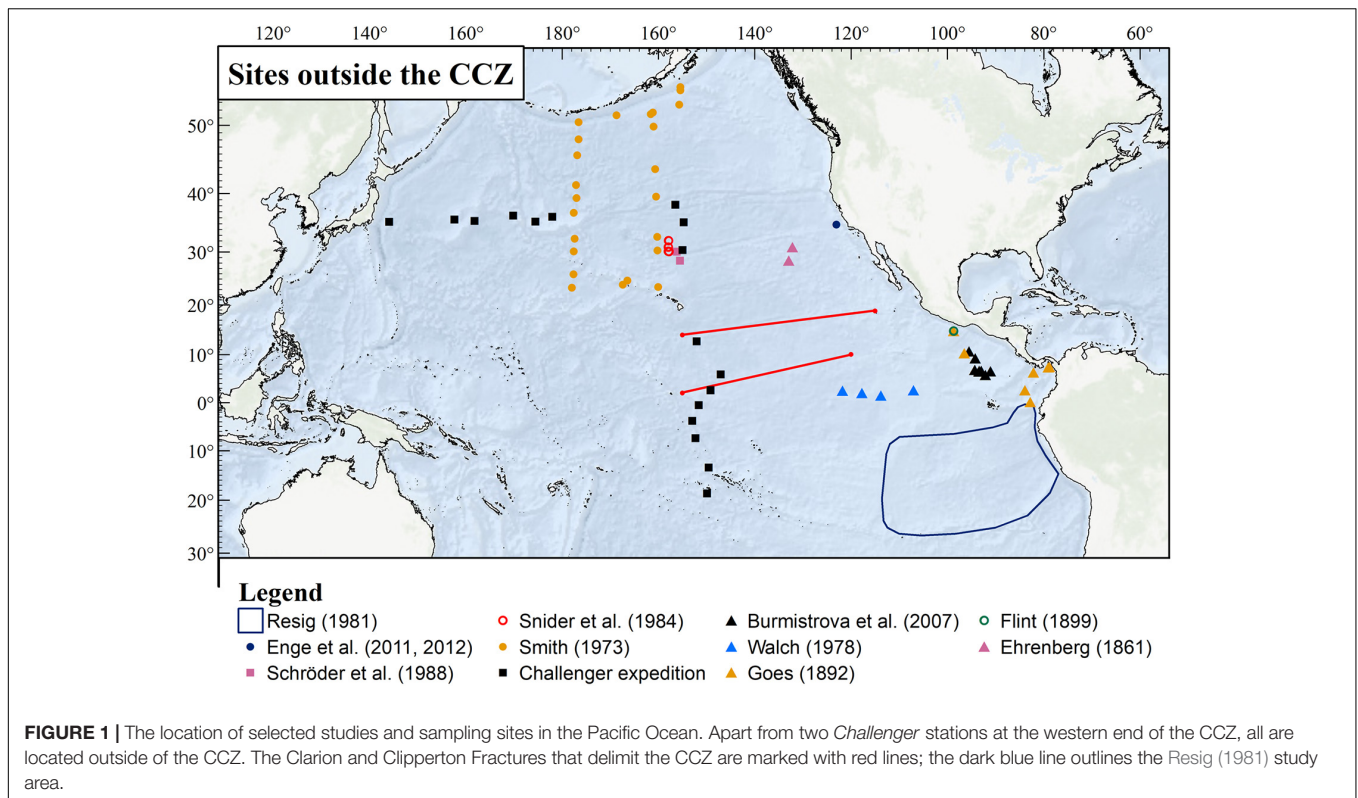 120° 140° 160° 180° 160° 140° 120° 100° 80° 60°
Sites outside the CCZ
50°
40°
30°
20°
10°
0°
10°
20°
30°
Legend
Resig (1981) Snider et al. (1984) Burmistrova et al. (2007) Flint (1899)
Enge et al. (2011, 2012) Smith (1973) Walch (1978) Ehrenberg (1861)
Schröder et al. (1988) Challenger expedition Goes (1892)
FIGURE 1 | The location of selected studies and sampling sites in the Pacific Ocean. Apart from two Challenger stations at the western end of the CCZ, all are
located outside of the CCZ. The Clarion and Clipperton Fractures that delimit the CCZ are marked with red lines; the dark blue line outlines the Resig (1981) study
area.